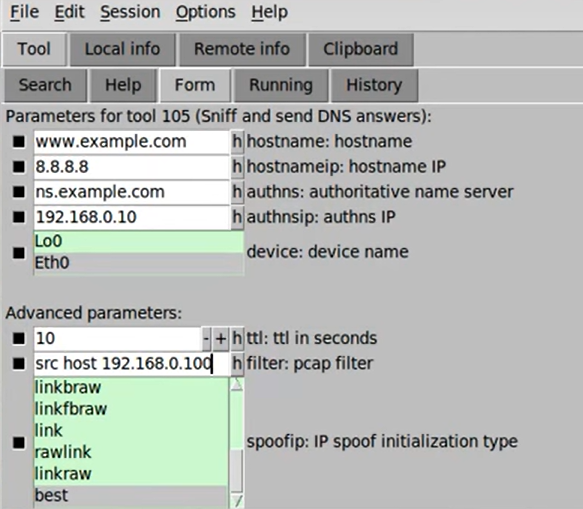 File Edit Session Options Help
Tool Local info Remote info Clipboard
Search Help Form Running History
Parameters for tool 105 (Sniff and send DNS answers):
www.example.com h hostname: hostname
8.8.8.8 h hostnameip: hostname IP
ns.example.com h authns: authoritative name server
192.168.0.10 h authnsip: authns IP
Lo0
device: device name
Eth0
Advanced parameters:
10 - + h ttl: ttl in seconds
src host 192.168.0.100 h filter: pcap filter
linkbraw
linkfbraw
link
spoofip: IP spoof initialization type
rawlink
linkraw
best